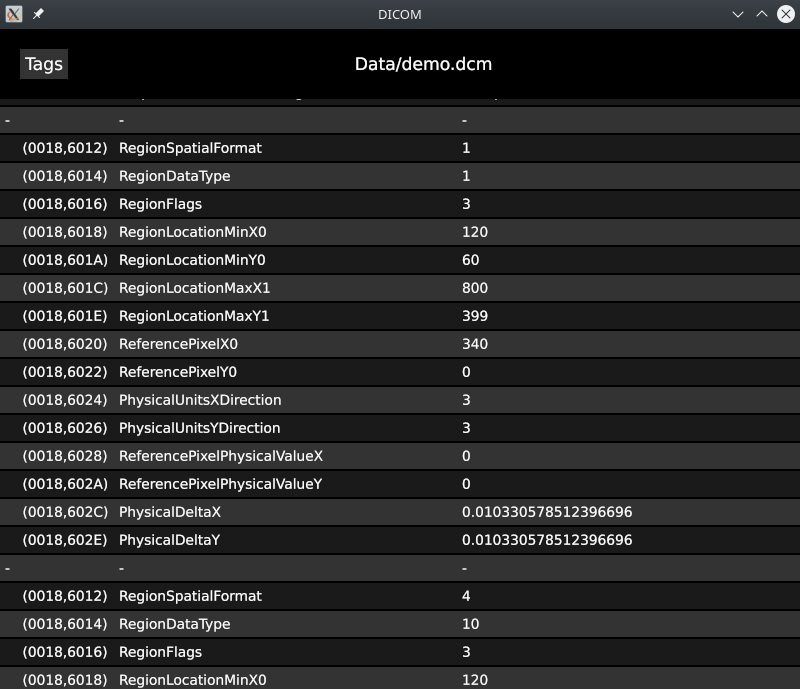 DICOM
Tags Data/demo.dcm
- - -
(0018,6012) RegionSpatialFormat 1
(0018,6014) RegionDataType 1
(0018,6016) RegionFlags 3
(0018,6018) RegionLocationMinX0 120
(0018,601A) RegionLocationMinY0 60
(0018,601C) RegionLocationMaxX1 800
(0018,601E) RegionLocationMaxY1 399
(0018,6020) ReferencePixelX0 340
(0018,6022) ReferencePixelY0 0
(0018,6024) PhysicalUnitsXDirection 3
(0018,6026) PhysicalUnitsYDirection 3
(0018,6028) ReferencePixelPhysicalValueX 0
(0018,602A) ReferencePixelPhysicalValueY 0
(0018,602C) PhysicalDeltaX 0.010330578512396696
(0018,602E) PhysicalDeltaY 0.010330578512396696
- - -
(0018,6012) RegionSpatialFormat 4
(0018,6014) RegionDataType 10
(0018,6016) RegionFlags 3
(0018,6018) RegionLocationMinX0 120